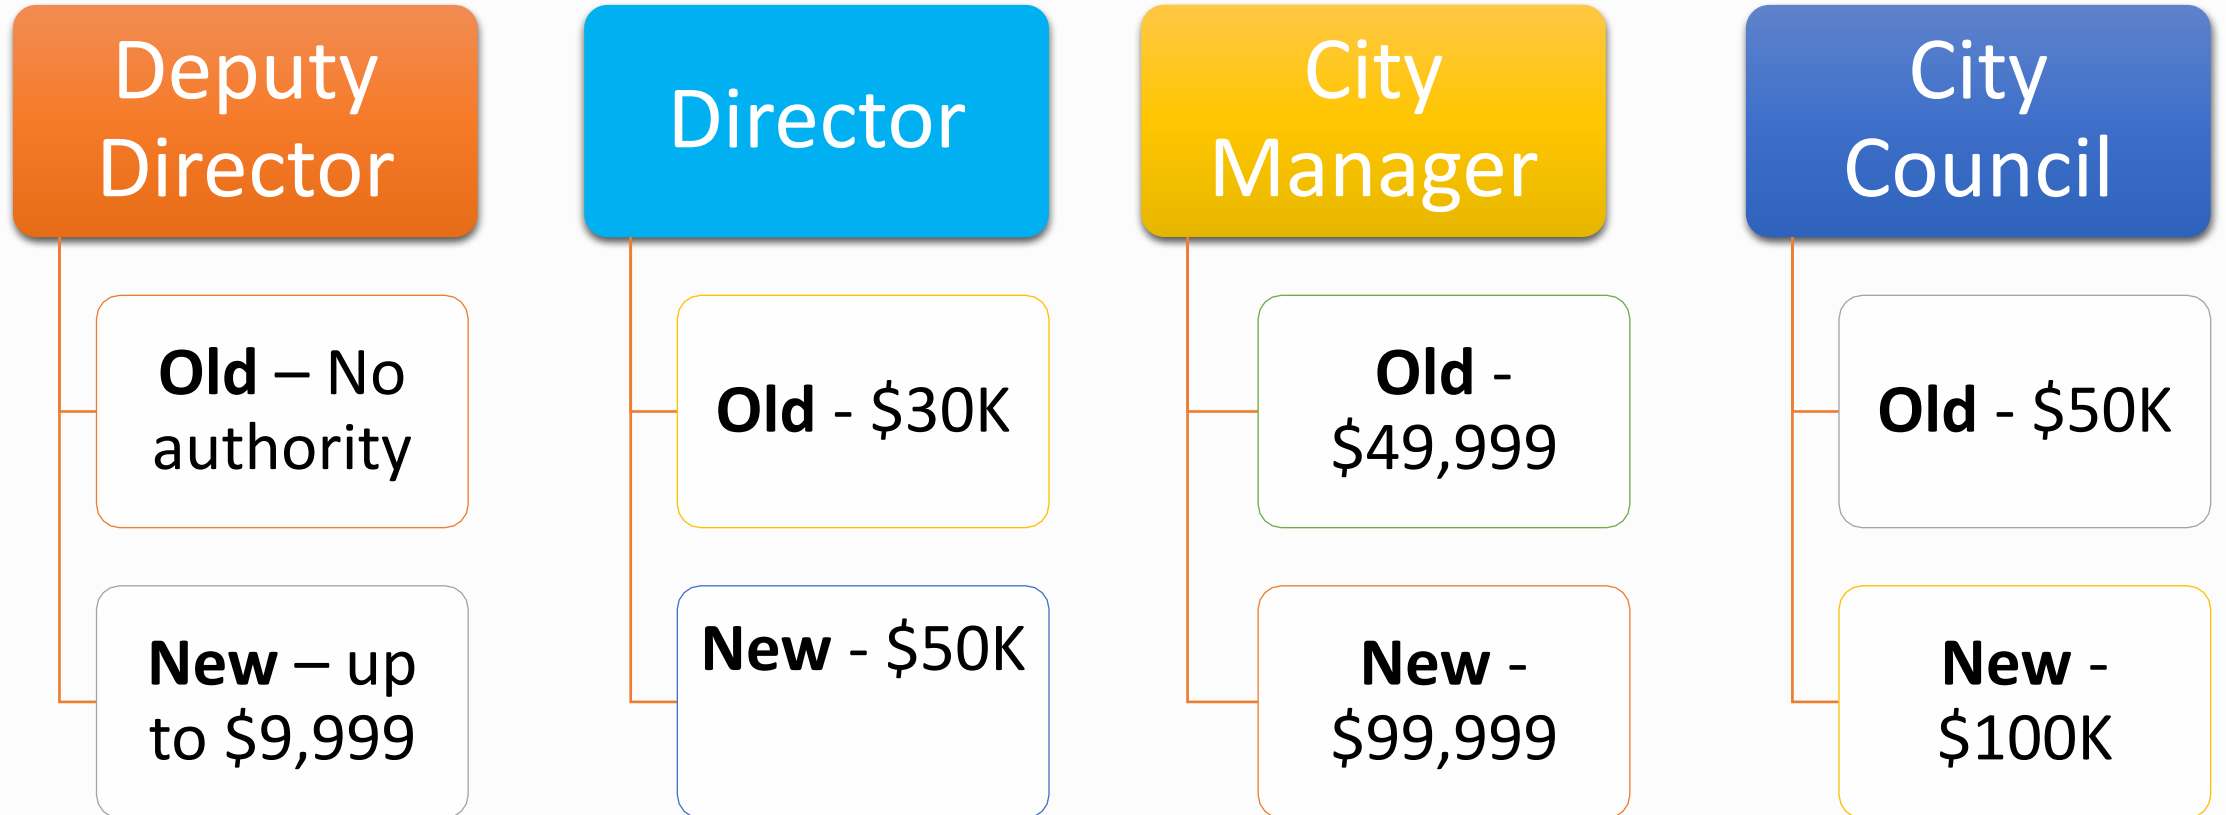 Deputy
Director
Old – No
authority
New – up
to $9,999
Director
Old - $30K
New - $50K
City
Manager
Old -
$49,999
New -
$99,999
City
Council
Old - $50K
New -
$100K